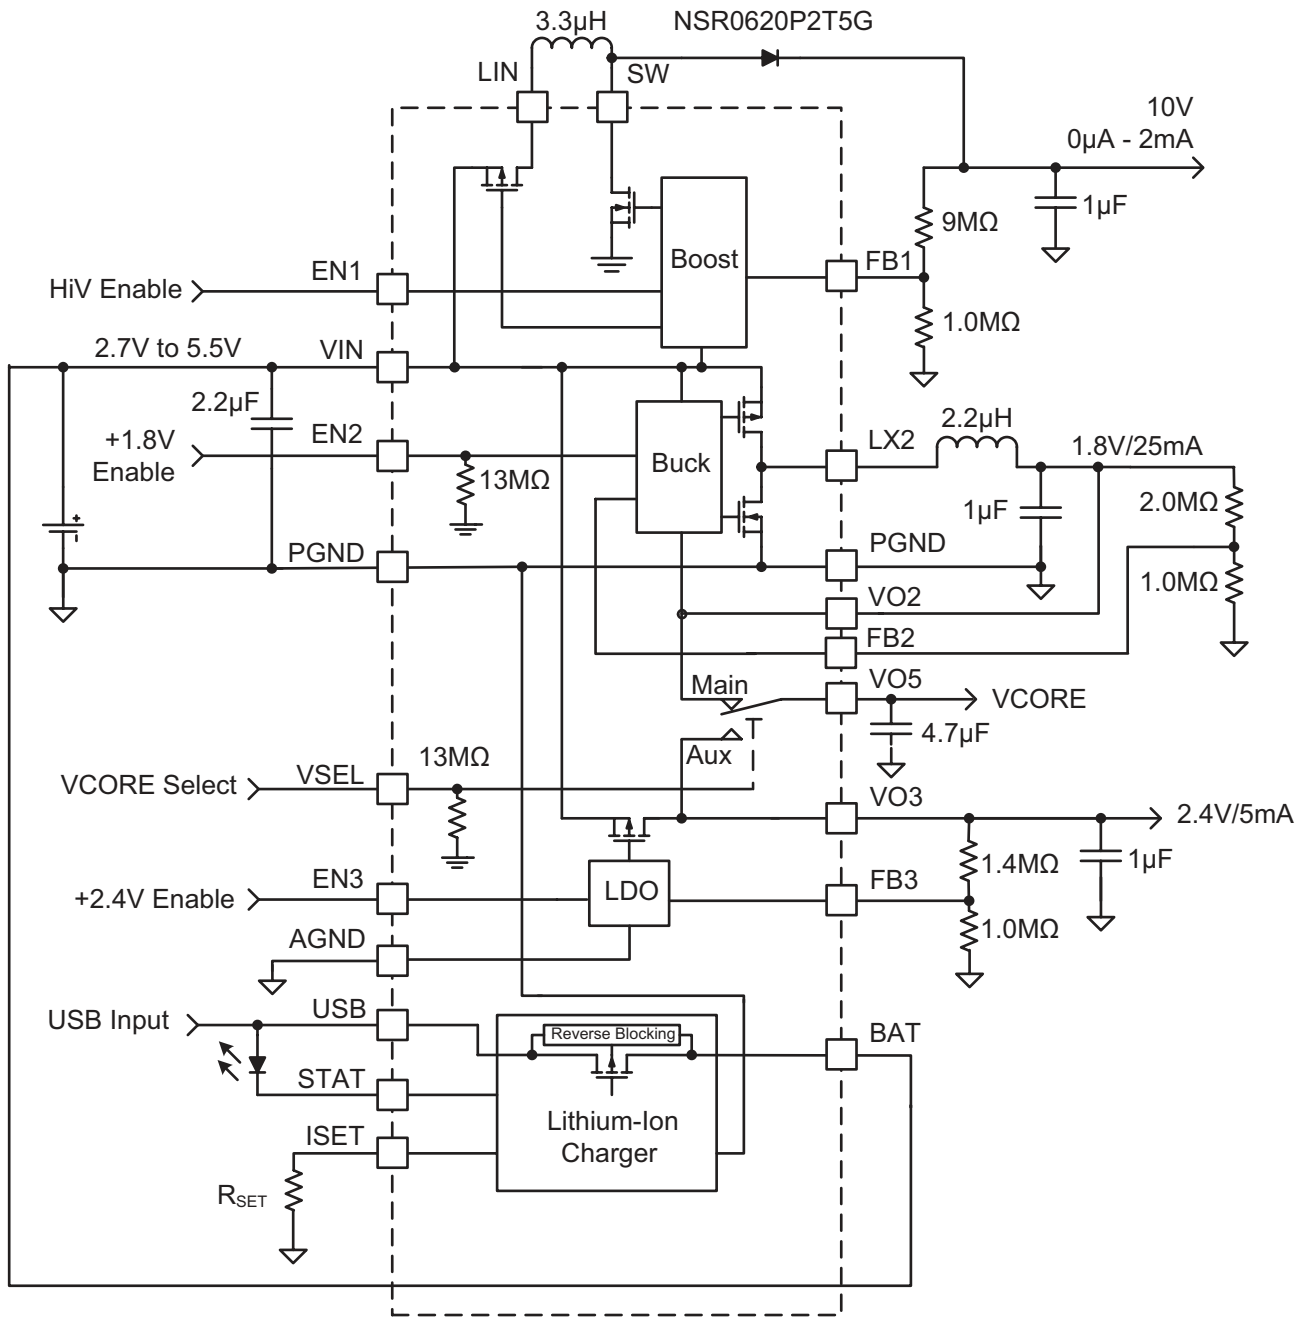 3.3µH
NSR0620P2T5G
LIN
SW
10V
0µA - 2mA
1µF
9MΩ
Boost
FB1
EN1
HiV Enable
1.0MΩ
2.7V to 5.5V
VIN
2.2µF
+1.8V
Enable
EN2
13MΩ
Buck
LX2
2.2µH
1.8V/25mA
1µF
2.0MΩ
+
-
PGND
PGND
1.0MΩ
VO2
FB2
Main
VO5
VCORE
4.7µF
Aux
13MΩ
VCORE Select
VSEL
VO3
2.4V/5mA
1.4MΩ
1µF
+2.4V Enable
EN3
LDO
FB3
1.0MΩ
AGND
USB Input
USB
Reverse Blocking
BAT
STAT
Lithium-Ion
Charger
ISET
RSET